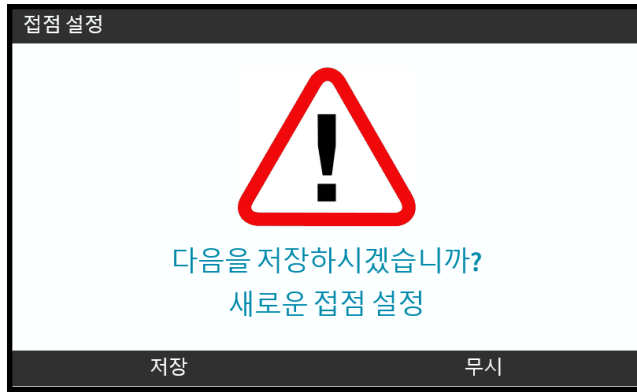 접점 설정
다음을 저장하시겠습니까?
새로운 접점 설정
저장 무시